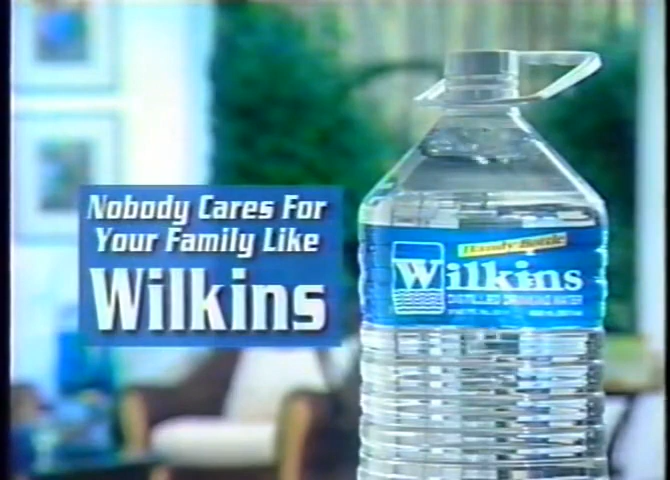 Nobody Cares For
Your Family Like
Wilkins
Handy Bottle
Wilkins
DISTILLED DRINKING WATER